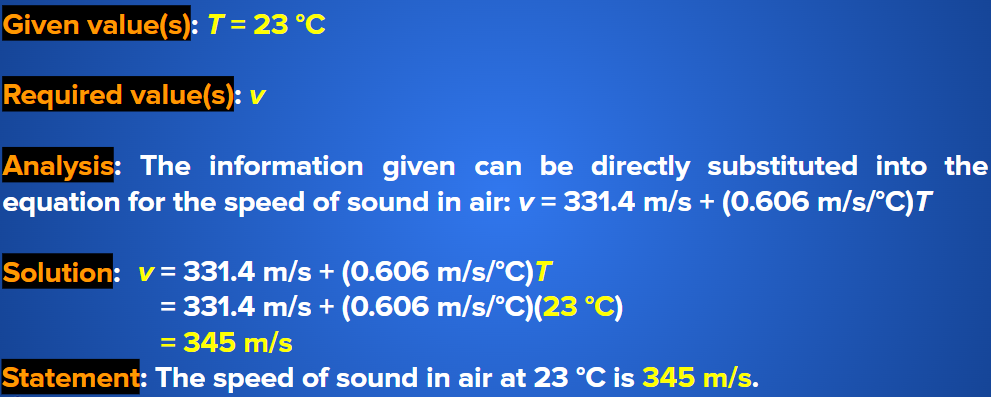 Given value(s): T = 23 °C
Required value(s): v
Analysis: The information given can be directly substituted into the
equation for the speed of sound in air: v = 331.4 m/s + (0.606 m/s/°C)T
Solution: v = 331.4 m/s + (0.606 m/s/°C)T
= 331.4 m/s + (0.606 m/s/°C)(23 °C)
= 345 m/s
Statement: The speed of sound in air at 23 °C is 345 m/s.